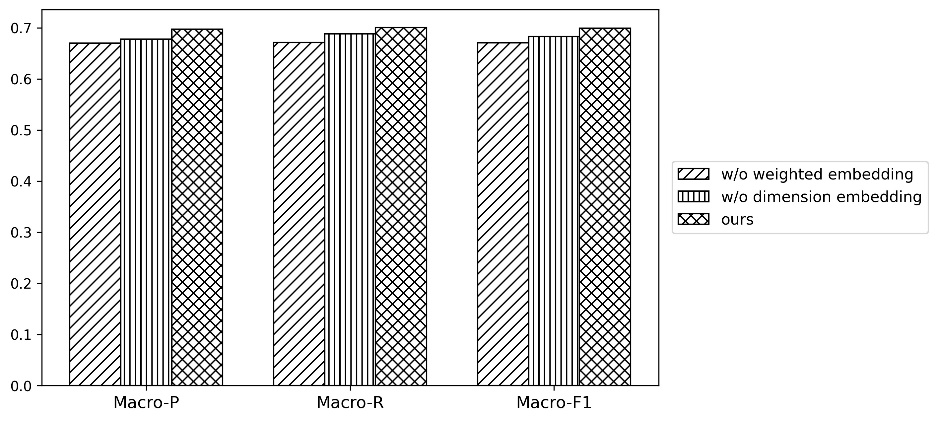 0.7
0.6
0.5
0.4
0.3
0.2
0.1
0.0
Macro-P
Macro-R
Macro-F1
w/o weighted embedding
w/o dimension embedding
ours